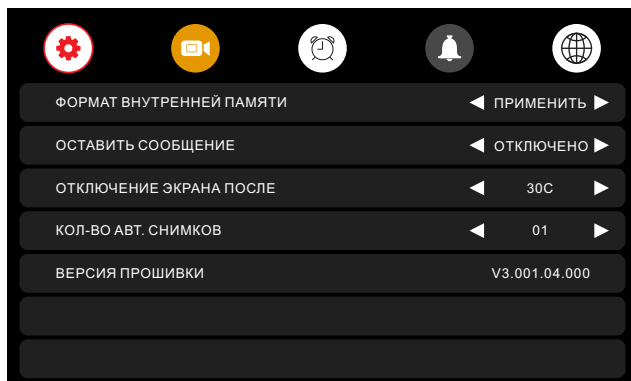 ФОРМАТ ВНУТРЕННЕЙ ПАМЯТИ ПРИМЕНИТЬ
ОСТАВИТЬ СООБЩЕНИЕ ОТКЛЮЧЕНО
ОТКЛЮЧЕНИЕ ЭКРАНА ПОСЛЕ 30С
КОЛ-ВО АВТ. СНИМКОВ 01
ВЕРСИЯ ПРОШИВКИ V3.001.04.000